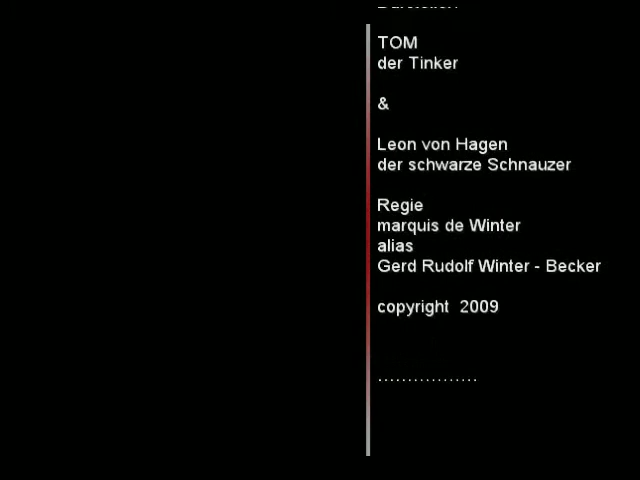 TOM
der Tinker
&
Leon von Hagen
der schwarze Schnauzer
Regie
marquis de Winter
alias
Gerd Rudolf Winter - Becker
copyright 2009
.................